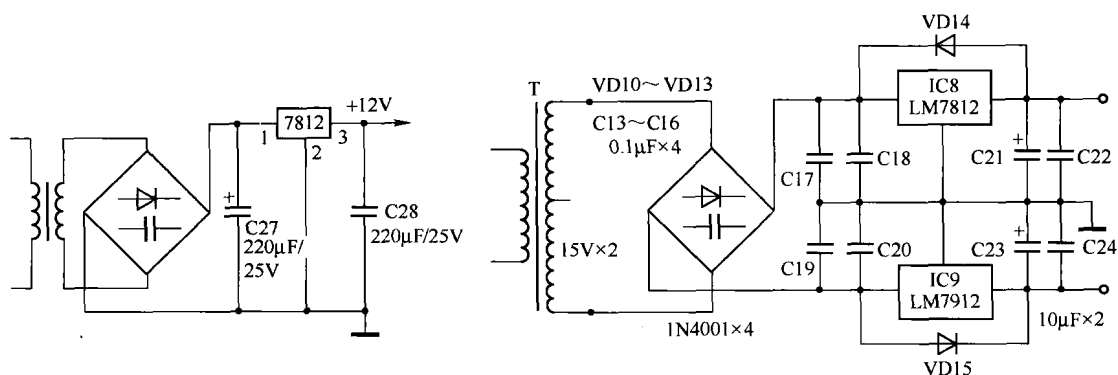 +12V
7812
1
3
2
+
C27
220μF/
25V
C28
220μF/25V
T
VD10～VD13
C13～C16
0.1μF×4
15V×2
1N4001×4
VD14
IC8
LM7812
C17
C18
+
C21
C22
C19
C20
+
C23
C24
IC9
LM7912
10μF×2
VD15